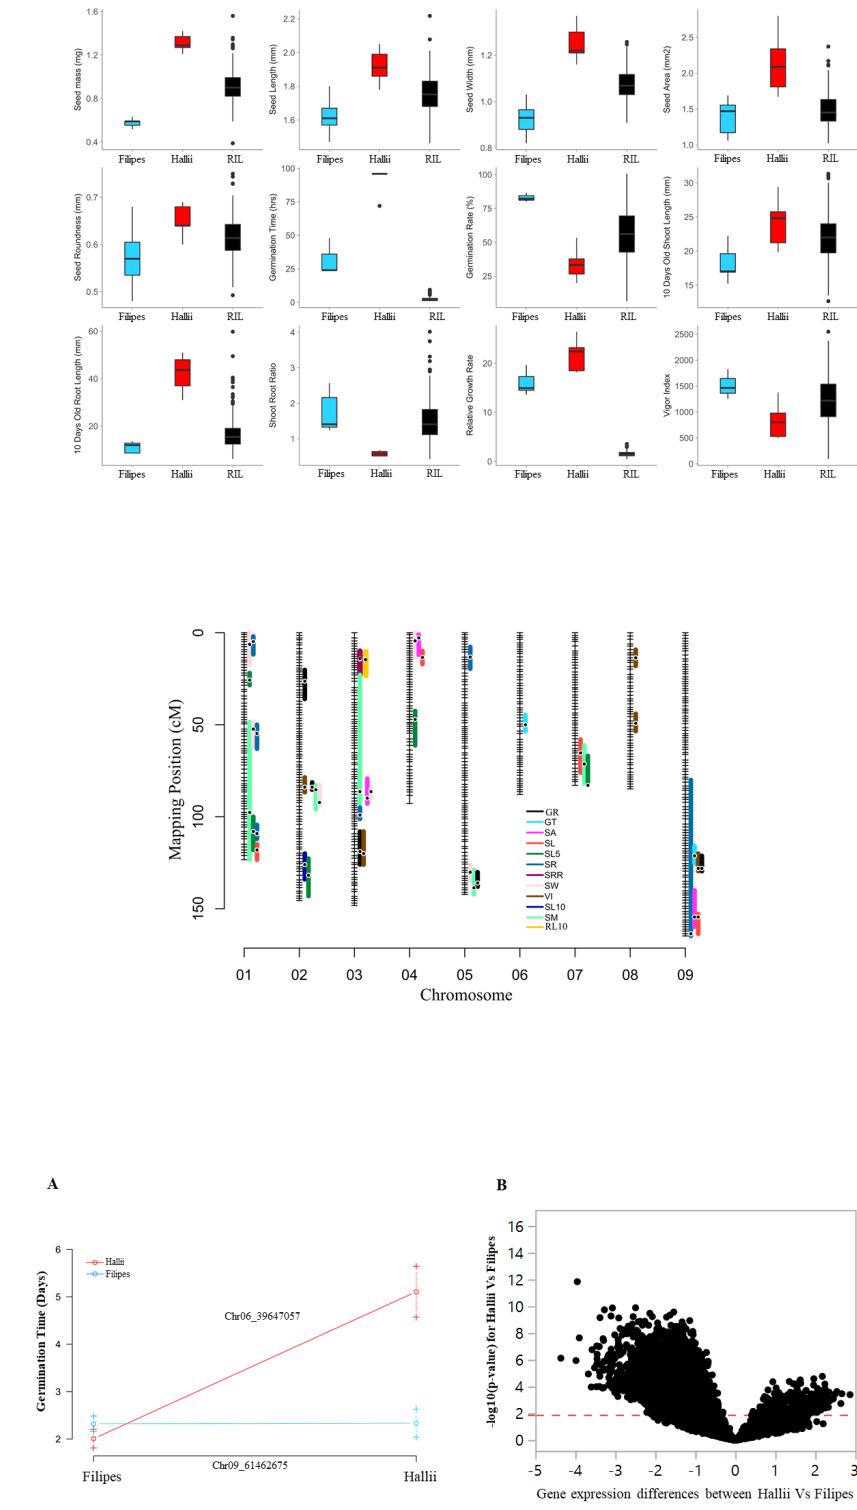 Seed mass (mg)
1.6
1.2
0.8
0.4
Filipes Hallii RIL
Seed Length (mm)
2.2
2.0
1.8
1.6
Filipes Hallii RIL
Seed Width (mm)
1.2
1.0
0.8
Filipes Hallii RIL
Seed Area (mm2)
2.5
2.0
1.5
1.0
Filipes Hallii RIL
Seed Roundness (mm)
0.7
0.6
0.5
Filipes Hallii RIL
Germination Time (hrs)
100
75
50
25
0
Filipes Hallii RIL
Germination Rate (%)
100
75
50
25
Filipes Hallii RIL
10 Days Old Shoot Length (mm)
30
25
20
15
Filipes Hallii RIL
10 Days Old Root Length (mm)
60
40
20
Filipes Hallii RIL
Shoot Root Ratio
4
3
2
1
Filipes Hallii RIL
Relative Growth Rate
20
10
0
Filipes Hallii RIL
Vigor Index
2500
2000
1500
1000
500
0
Filipes Hallii RIL
Mapping Position (cM)
0
50
100
150
GR
GT
SA
SL
SL5
SR
SRR
SW
VI
SL10
SM
RL10
01 02 03 04 05 06 07 08 09
Chromosome
A
Germination Time (Days)
6
5
4
3
2
Hallii
Filipes
Chr06_39647057
Chr09_61462675
Filipes Hallii
B
-log10(p-value) for Hallii Vs Filipes
16
14
12
10
8
6
4
2
0
-5 -4 -3 -2 -1 0 1 2 3
Gene expression differences between Hallii Vs Filipes